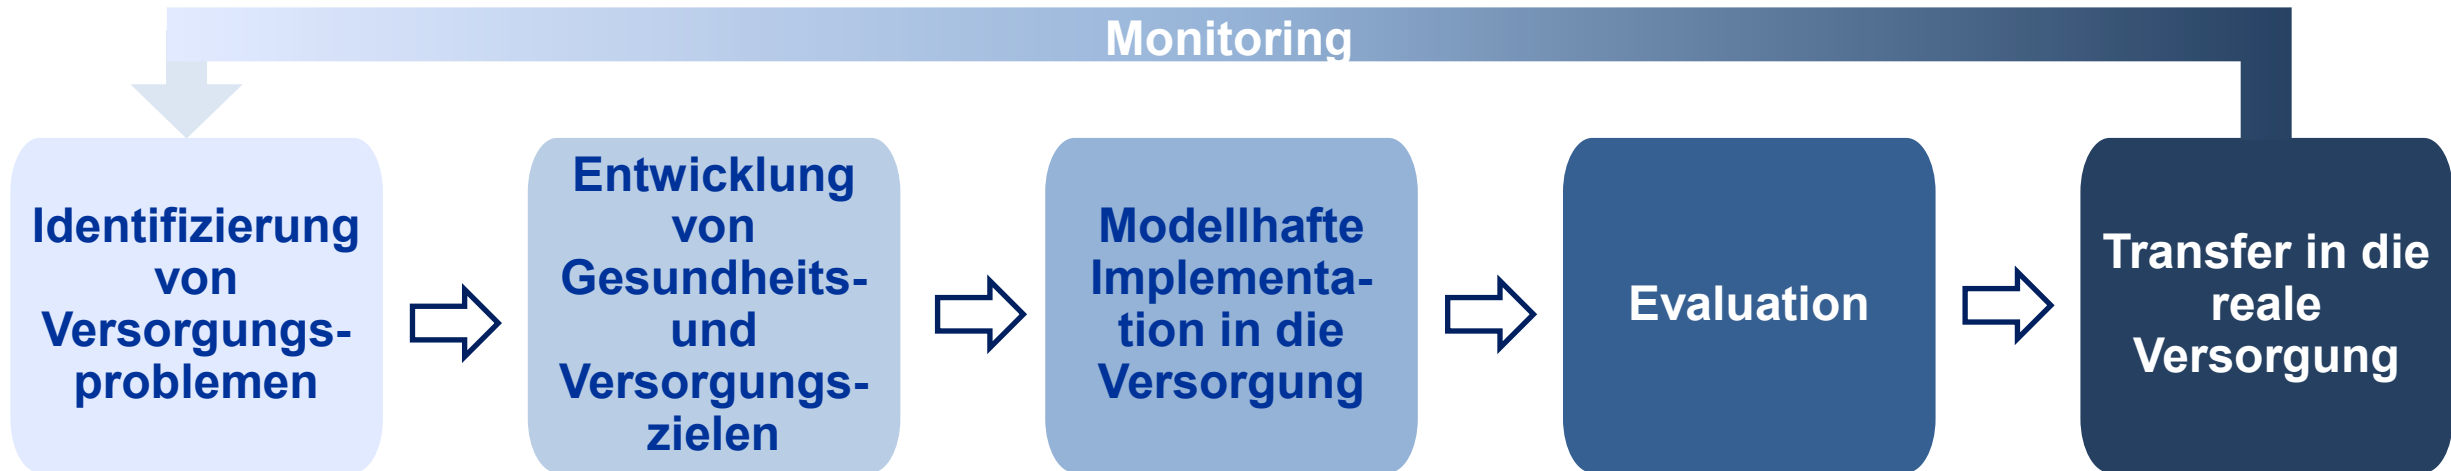 Monitoring
Identifizierung
von
Versorgungs-
problemen
Entwicklung
von
Gesundheits-
und
Versorgungs-
zielen
Modellhafte
Implementa-
tion in die
Versorgung
Evaluation
Transfer in die
reale
Versorgung